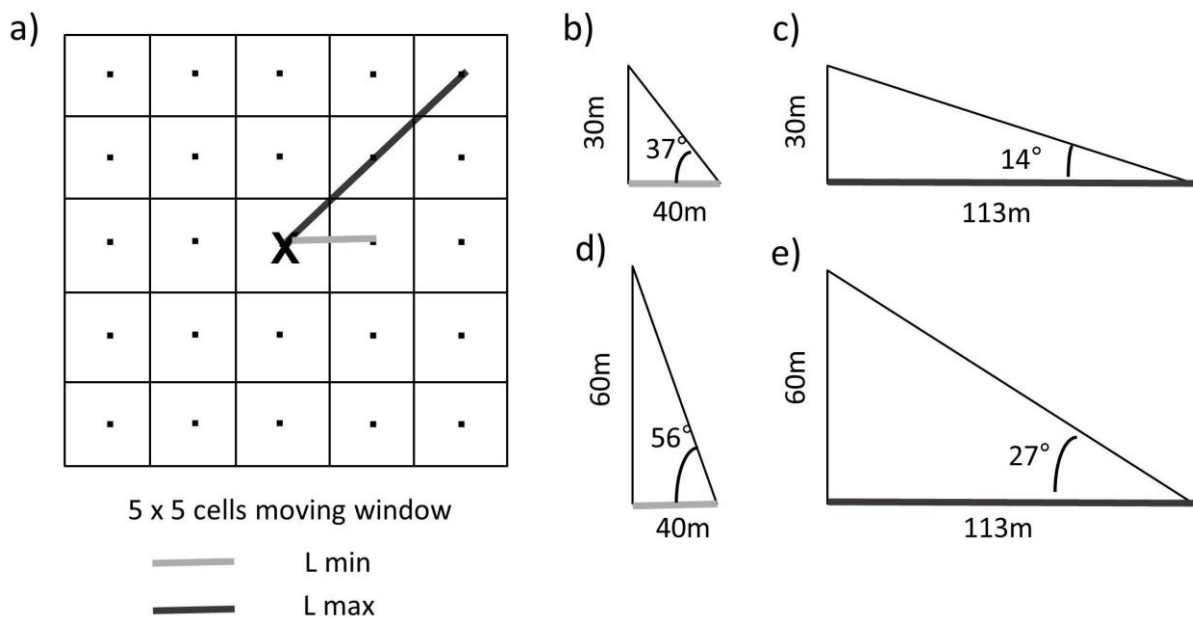 a)
5 x 5 cells moving window
L min
L max
b)
30m
37°
40m
c)
30m
14°
113m
d)
60m
56°
40m
e)
60m
27°
113m
X